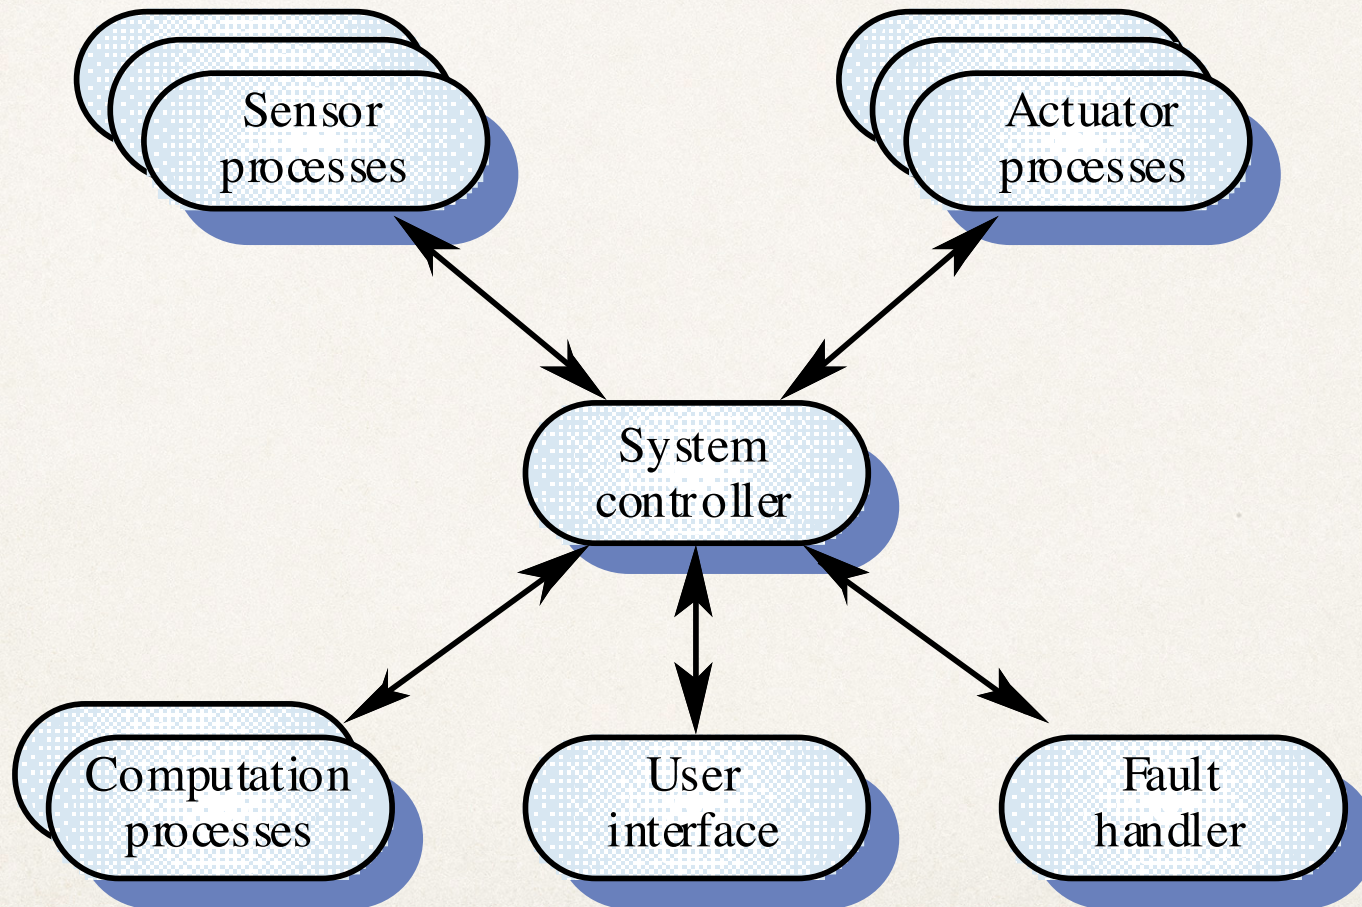 Sensor
processes
Actuator
processes
System
controller
Computation
processes
User
interface
Fault
handler